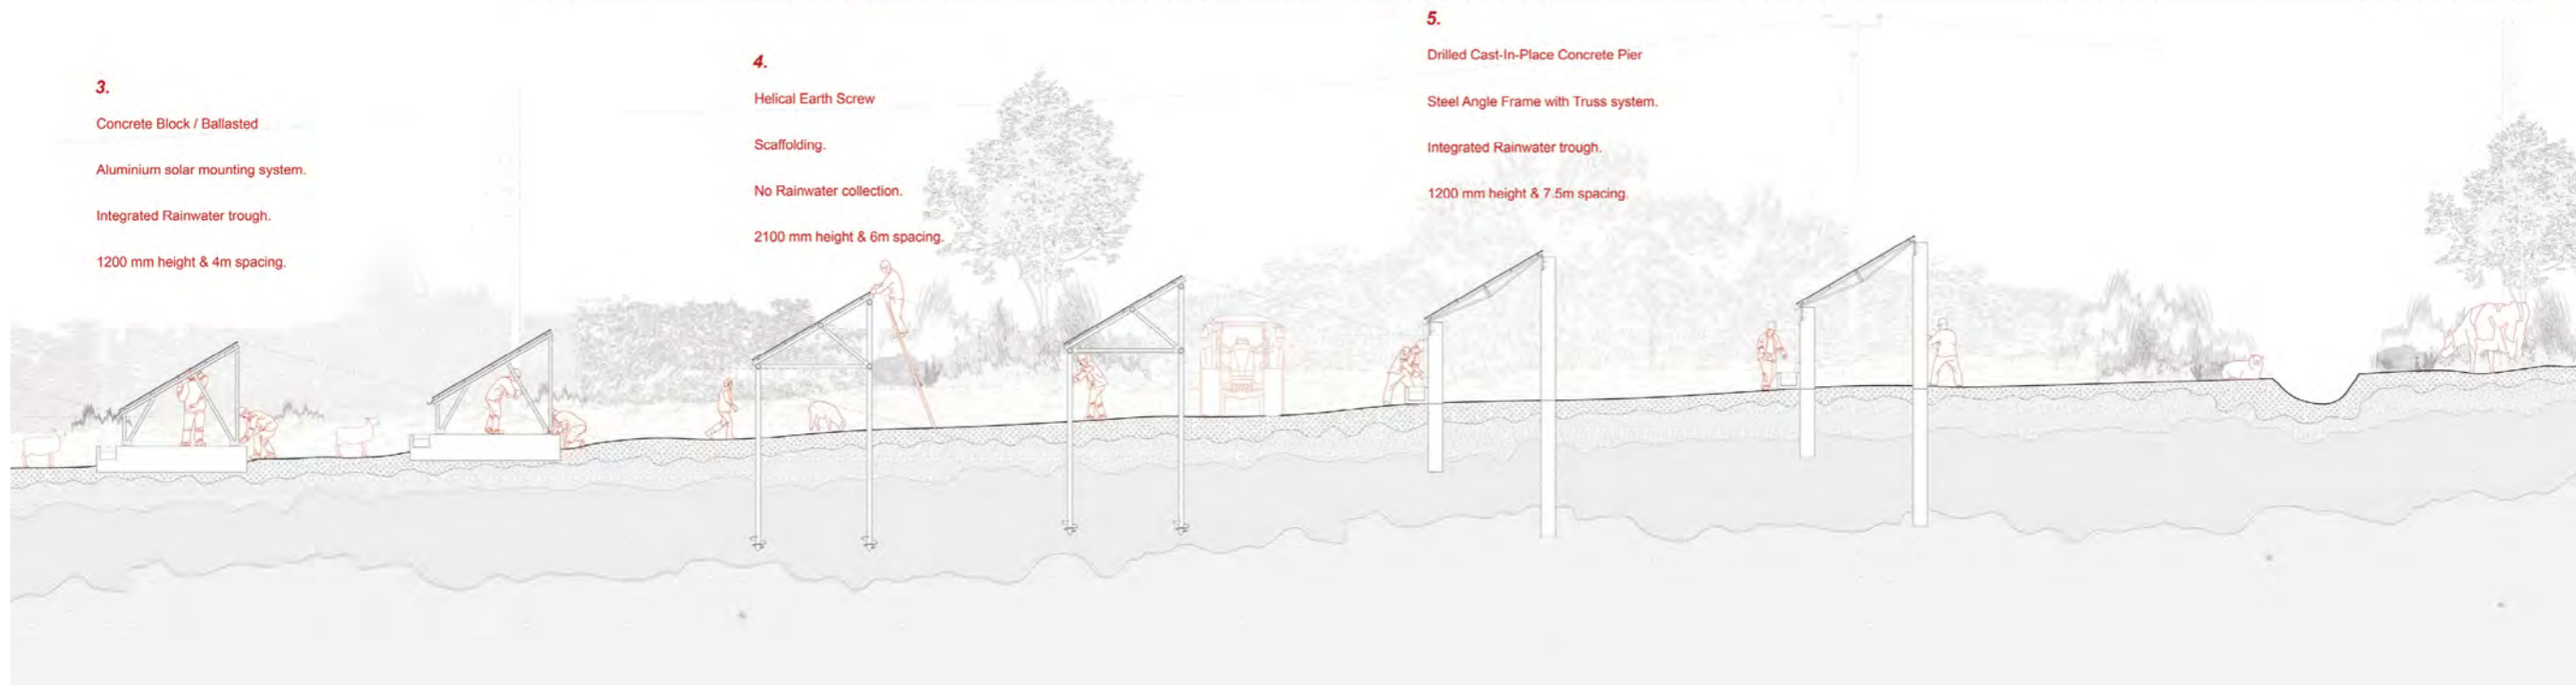 3.
Concrete Block / Ballasted
Aluminium solar mounting system.
Integrated Rainwater trough.
1200 mm height & 4m spacing.
4.
Helical Earth Screw
Scaffolding.
No Rainwater collection.
2100 mm height & 6m spacing.
5.
Drilled Cast-In-Place Concrete Pier
Steel Angle Frame with Truss system.
Integrated Rainwater trough.
1200 mm height & 7.5m spacing.